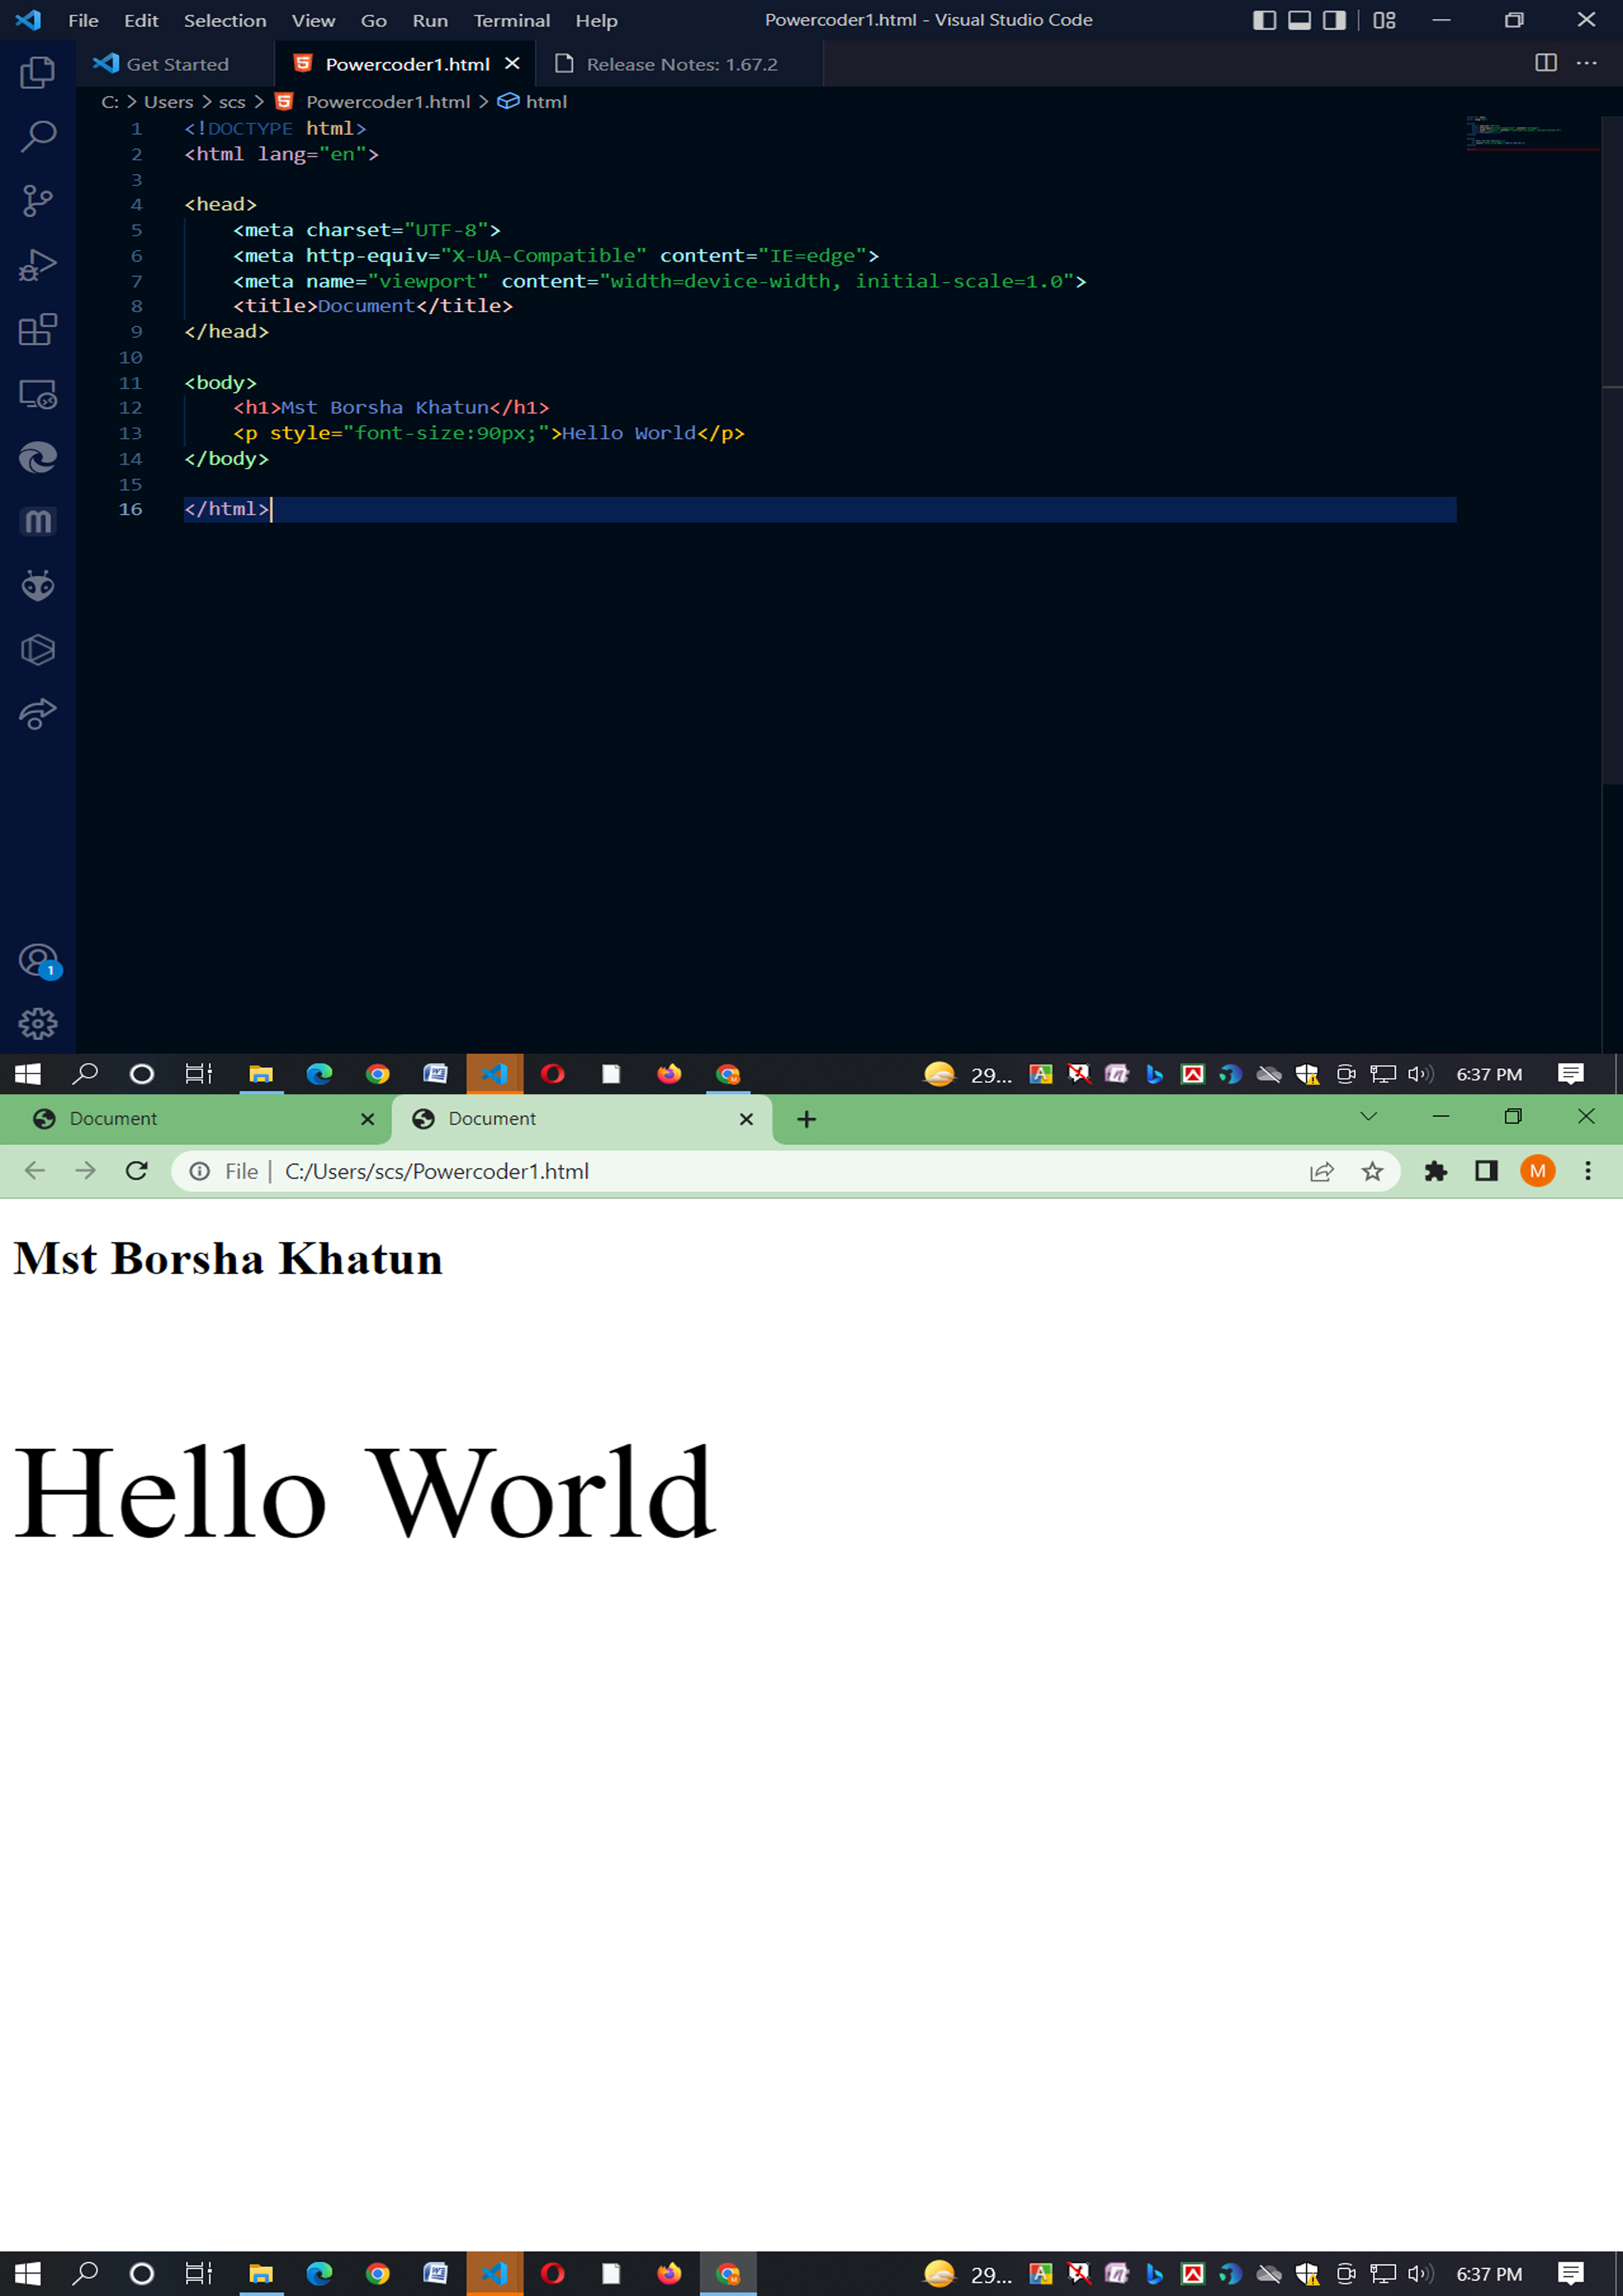 File Edit Selection View Go Run Terminal Help Powercoder1.html - Visual Studio Code
Get Started Powercoder1.html Release Notes: 1.67.2
C: > Users > scs > Powercoder1.html > html
1 <!DOCTYPE html>
2 <html lang="en">
3
4 <head>
5 <meta charset="UTF-8">
6 <meta http-equiv="X-UA-Compatible" content="IE=edge">
7 <meta name="viewport" content="width=device-width, initial-scale=1.0">
8 <title>Document</title>
9 </head>
10
11 <body>
12 <h1>Mst Borsha Khatun</h1>
13 <p style="font-size:90px;">Hello World</p>
14 </body>
15
16 </html>
1
29... 6:37 PM
Document Document
File | C:/Users/scs/Powercoder1.html M
Mst Borsha Khatun
Hello World
29... 6:37 PM